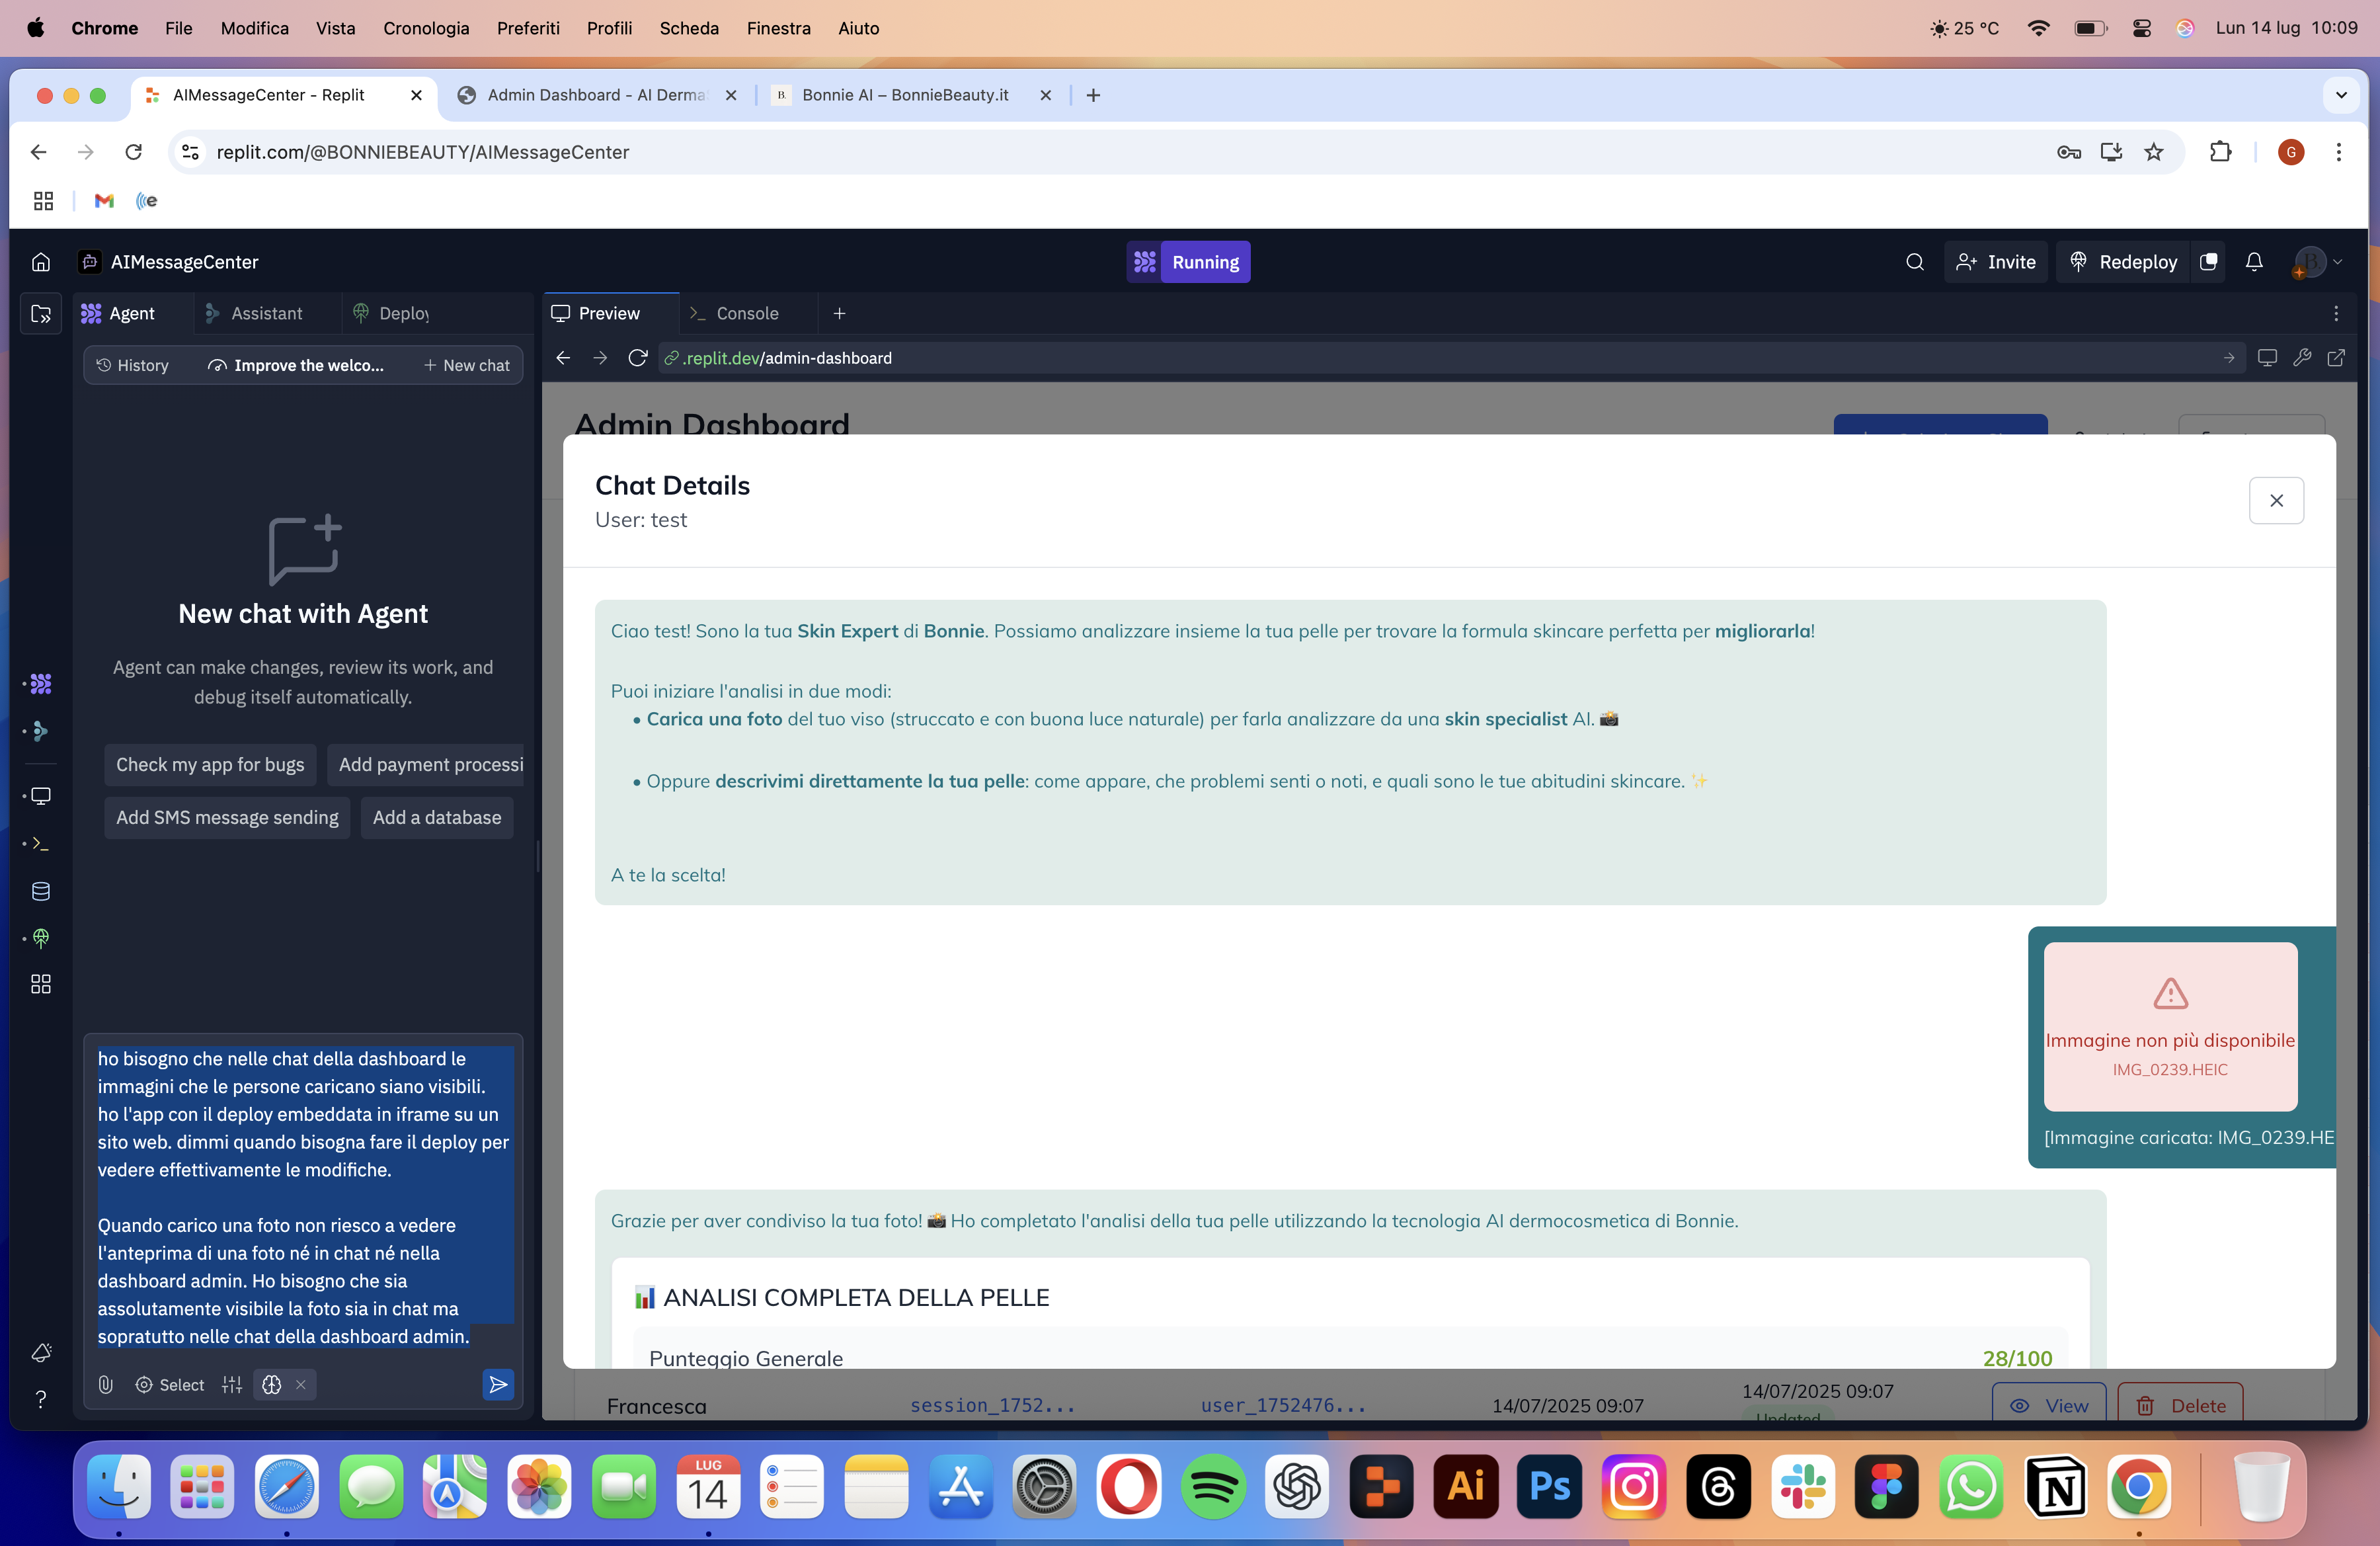 Chrome File Modifica Vista Cronologia Preferiti Profili Scheda Finestra Aiuto
25 °C Lun 14 lug 10:09
AIMessageCenter - Replit
Admin Dashboard - AI Derma
B. Bonnie AI – BonnieBeauty.it
replit.com/@BONNIEBEAUTY/AIMessageCenter
G
AIMessageCenter
Running
Invite
Redeploy
Agent
Assistant
Deploy
Preview
Console
History
Improve the welco...
New chat
.replit.dev/admin-dashboard
New chat with Agent
Agent can make changes, review its work, and
debug itself automatically.
Check my app for bugs
Add payment processi
Add SMS message sending
Add a database
ho bisogno che nelle chat della dashboard le
immagini che le persone caricano siano visibili.
ho l'app con il deploy embeddata in iframe su un
sito web. dimmi quando bisogna fare il deploy per
vedere effettivamente le modifiche.
Quando carico una foto non riesco a vedere
l'anteprima di una foto né in chat né nella
dashboard admin. Ho bisogno che sia
assolutamente visibile la foto sia in chat ma
sopratutto nelle chat della dashboard admin.
Select
Admin Dashboard
Chat Details
User: test
Ciao test! Sono la tua Skin Expert di Bonnie. Possiamo analizzare insieme la tua pelle per trovare la formula skincare perfetta per migliorarla!
Puoi iniziare l'analisi in due modi:
• Carica una foto del tuo viso (struccato e con buona luce naturale) per farla analizzare da una skin specialist AI. 📸
• Oppure descrivimi direttamente la tua pelle: come appare, che problemi senti o noti, e quali sono le tue abitudini skincare. ✨
A te la scelta!
Immagine non più disponibile
IMG_0239.HEIC
[Immagine caricata: IMG_0239.HE
Grazie per aver condiviso la tua foto! 📸 Ho completato l'analisi della tua pelle utilizzando la tecnologia AI dermocosmetica di Bonnie.
📊 ANALISI COMPLETA DELLA PELLE
Punteggio Generale
28/100
Francesca
session_1752...
user_1752476...
14/07/2025 09:07
14/07/2025 09:07
Updated
View
Delete
LUG
14
Ai
Ps